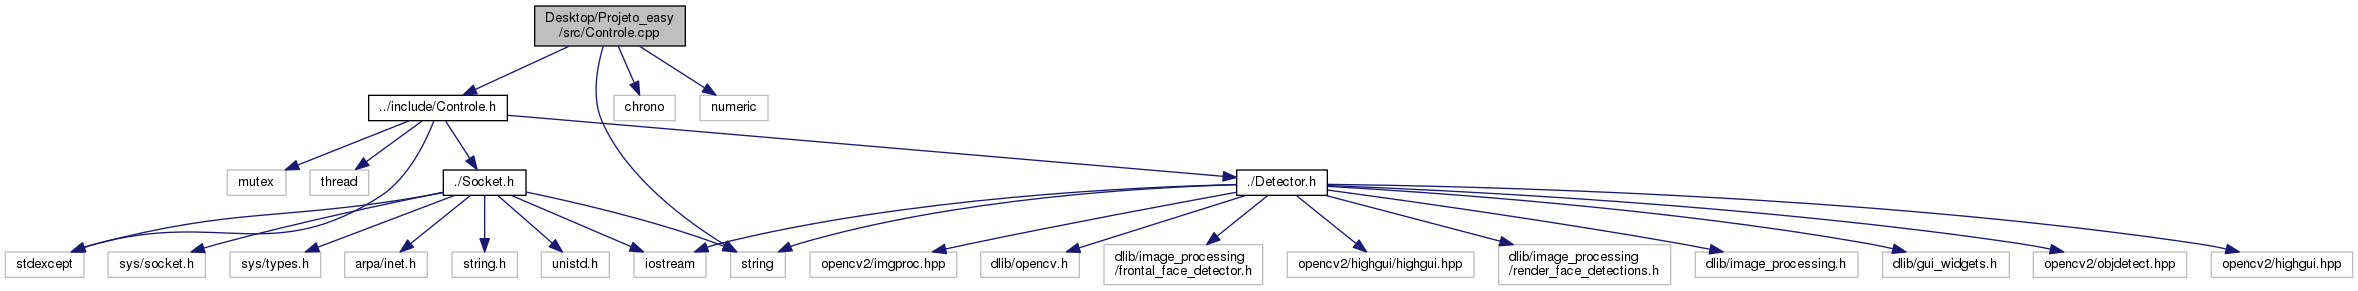 Desktop/Projeto_easy
/src/Controle.cpp
../include/Controle.h
chrono
numeric
mutex
thread
./Socket.h
./Detector.h
stdexcept
sys/socket.h
sys/types.h
arpa/inet.h
string.h
unistd.h
iostream
string
opencv2/imgproc.hpp
dlib/opencv.h
dlib/image_processing
/frontal_face_detector.h
opencv2/highgui/highgui.hpp
dlib/image_processing
/render_face_detections.h
dlib/image_processing.h
dlib/gui_widgets.h
opencv2/objdetect.hpp
opencv2/highgui.hpp